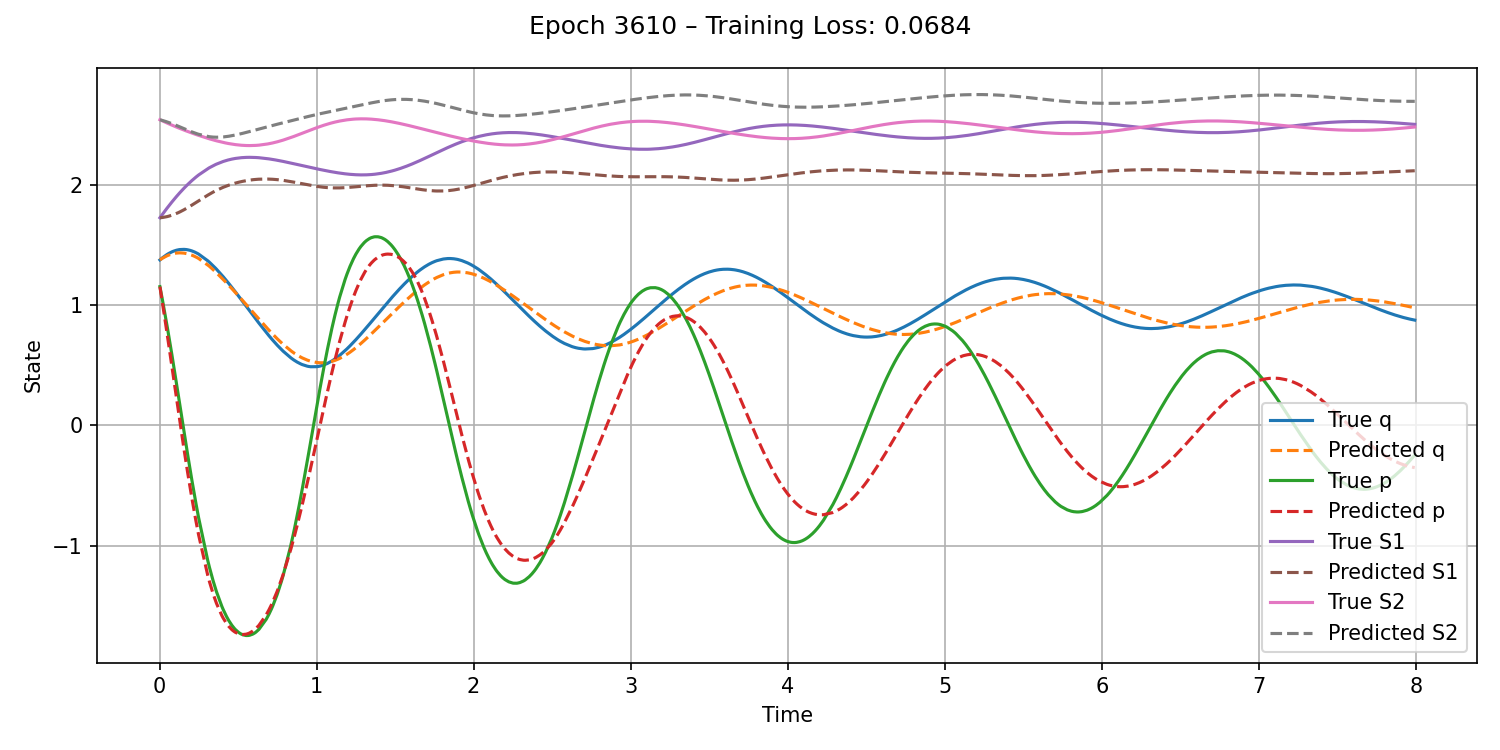 Epoch 3610 – Training Loss: 0.0684
State
2
1
0
−1
0 1 2 3 4 5 6 7 8
Time
True q
Predicted q
True p
Predicted p
True S1
Predicted S1
True S2
Predicted S2